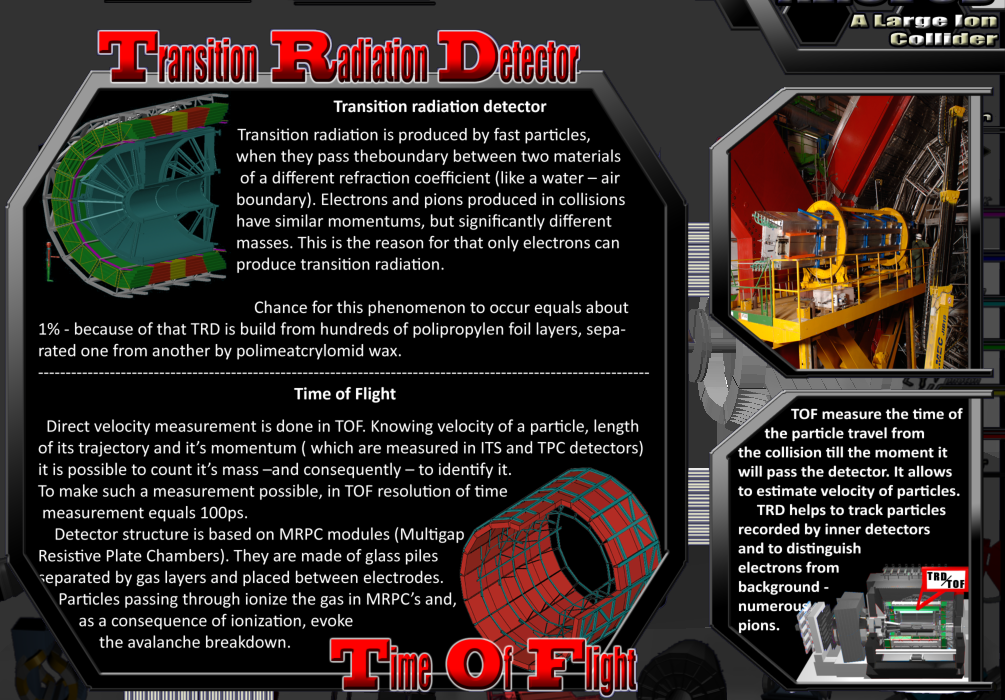 A Large Ion
Collider
Transition Radiation Detector
Transition radiation detector
Transition radiation is produced by fast particles,
when they pass theboundary between two materials
of a different refraction coefficient (like a water – air
boundary). Electrons and pions produced in collisions
have similar momentums, but significantly different
masses. This is the reason for that only electrons can
produce transition radiation.
Chance for this phenomenon to occur equals about
1% - because of that TRD is build from hundreds of polipropylen foil layers, sepa-
rated one from another by polimeatcrylomid wax.
Time of Flight
Direct velocity measurement is done in TOF. Knowing velocity of a particle, length
of its trajectory and it's momentum ( which are measured in ITS and TPC detectors)
it is possible to count it's mass –and consequently – to identify it.
To make such a measurement possible, in TOF resolution of time
measurement equals 100ps.
Detector structure is based on MRPC modules (Multigap
Resistive Plate Chambers). They are made of glass piles
separated by gas layers and placed between electrodes.
Particles passing through ionize the gas in MRPC's and,
as a consequence of ionization, evoke
the avalanche breakdown.
Time Of Flight
TOF measure the time of
the particle travel from
the collision till the moment it
will pass the detector. It allows
to estimate velocity of particles.
TRD helps to track particles
recorded by inner detectors
and to distinguish
electrons from
background -
numerous
pions.
TRD/TOF